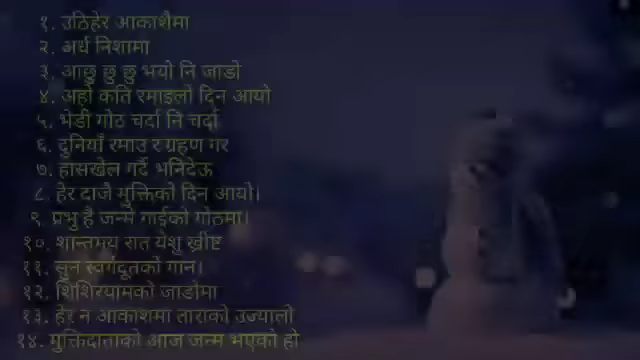 १. उठिहेर आकाशैमा
२. अर्ध निशामा
३. आछु छु छु भयो नि जाडो
४. अहो कति रमाइलो दिन आयो
५. भेडी गोठ चर्दा नि चर्दा
६. दुनियाँ रमाउ र ग्रहण गर
७. हासखेल गर्दै भनिदेऊ
८. हेर दाजै मुक्तिको दिन आयो।
९. प्रभु है जन्मे गाईको गोठमा।
१०. शान्तमय रात येशू ख्रीष्ट
११. सुन स्वर्गदूतको गान।
१२. शिशिरयामको जाडोमा
१३. हेर न आकाशमा ताराको उज्यालो
१४. मुक्तिदाताको आज जन्म भएको हो